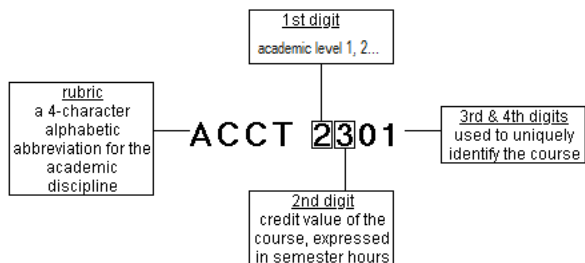 1st digit
academic level 1, 2...
rubric
a 4-character
alphabetic
abbreviation for the
academic
discipline
ACCT 2301
3rd & 4th digits
used to uniquely
identify the course
2nd digit
credit value of the
course, expressed
in semester hours